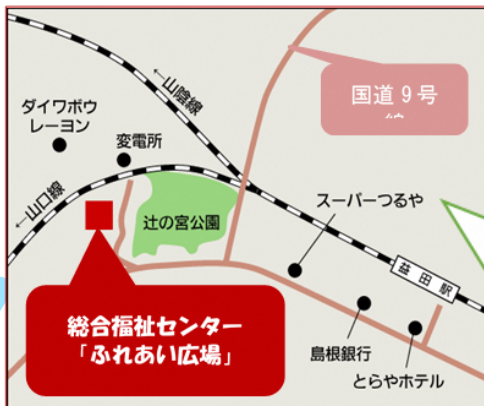 ←山陰線
国道9号
ダイワボウ
レーヨン
変電所
←山口線
辻の宮公園
スーパーつるや
益田駅
総合福祉センター
「ふれあい広場」
島根銀行
とらやホテル